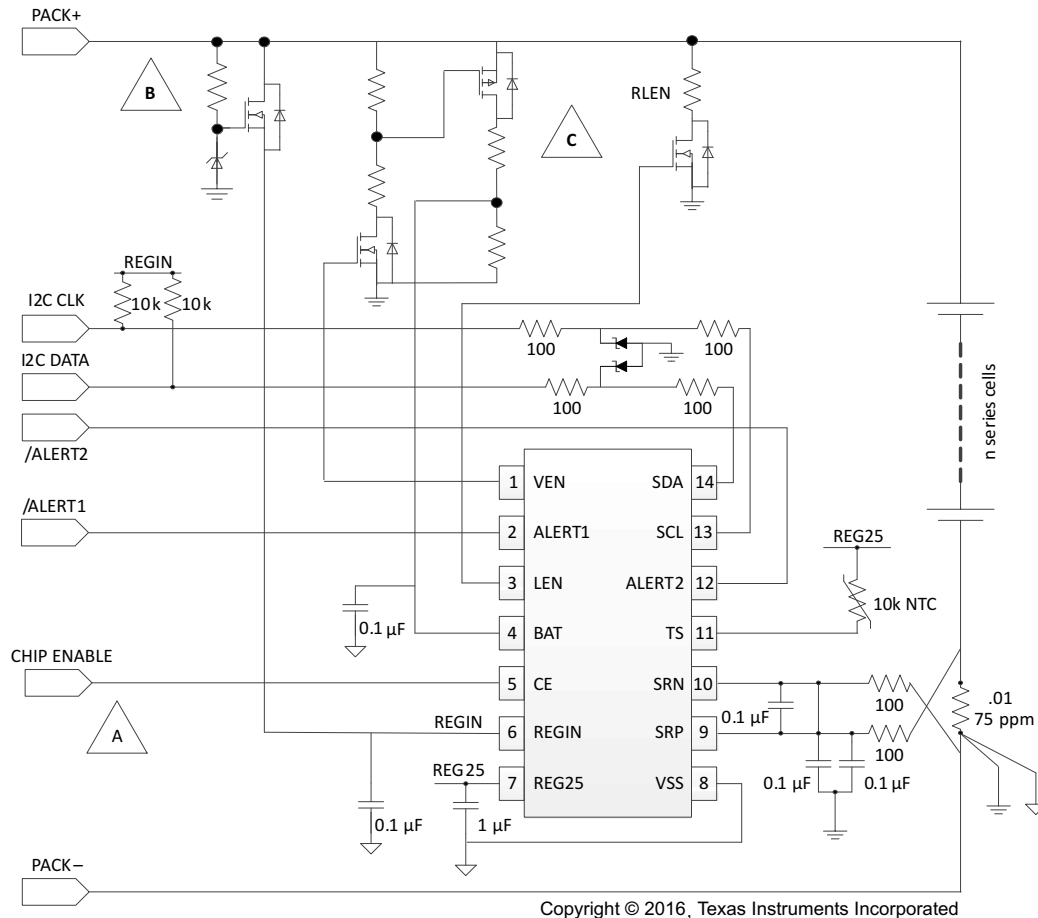 PACK+
B
C
RLEN
REGIN
I2C CLK
10k
10k
I2C DATA
100
100
100
100
/ALERT2
/ALERT1
n series cells
1 VEN
SDA 14
2 ALERT1
SCL 13
REG25
3 LEN
ALERT2 12
10k NTC
0.1 µF
4 BAT
TS 11
CHIP ENABLE
5 CE
SRN 10
100
.01
75 ppm
A
REGIN
6 REGIN
0.1 µF
SRP 9
100
REG25
7 REG25
VSS 8
0.1 µF
0.1 µF
0.1 µF
1 µF
PACK–
Copyright © 2016, Texas Instruments Incorporated